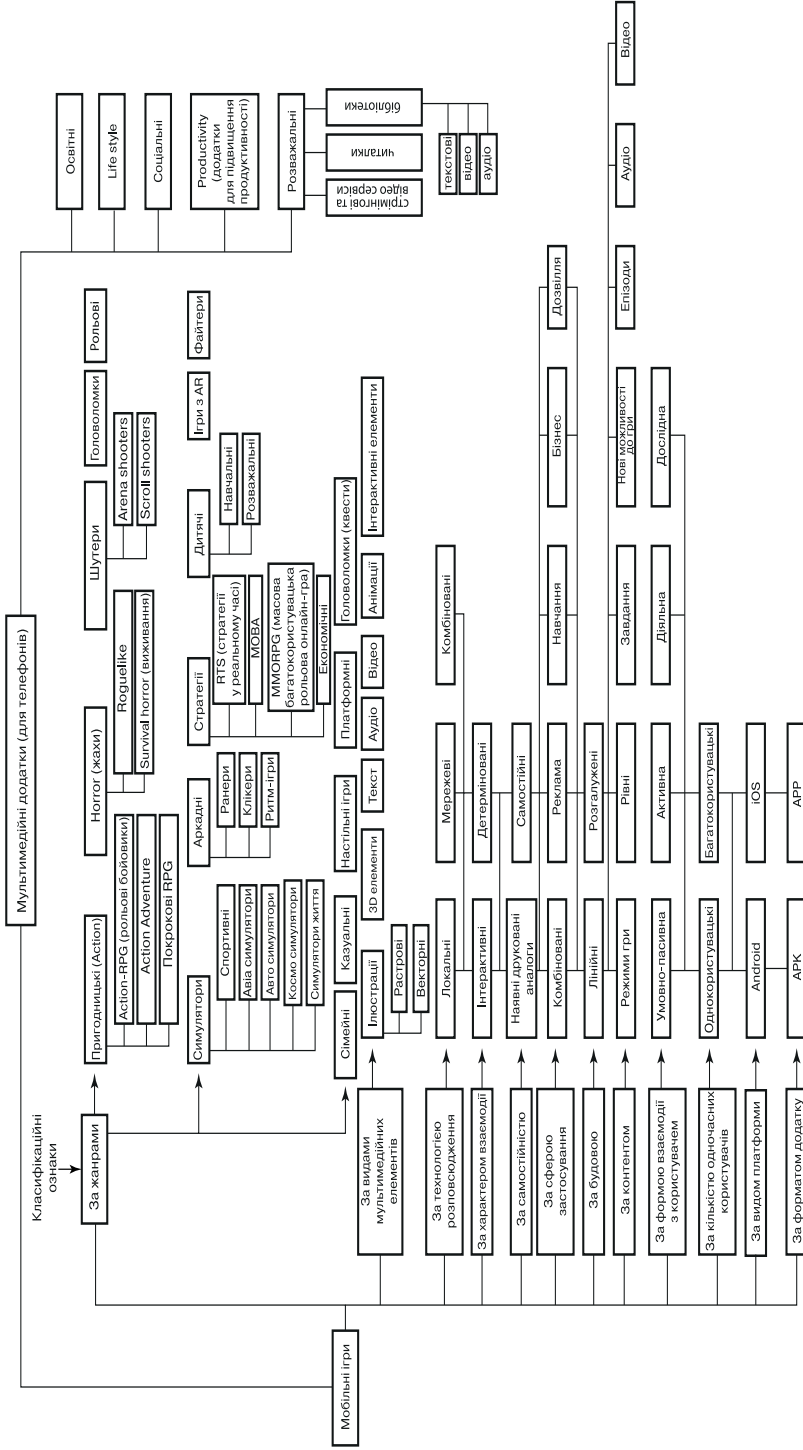 Мультимедійні додатки (для телефонів)
Мобільні ігри
Класифікаційні
ознаки
За жанрами
Пригодницькі (Action)
Action-RPG (рольові бойовики)
Action Adventure
Покрокові RPG
Horror (жахи)
Roguelike
Survival horror (виживання)
Шутери
Arena shooters
Scroll shooters
Головоломки
Рольові
Симулятори
Спортивні
Авіа симулятори
Авто симулятори
Космо симулятори
Симулятори життя
Аркадні
Ранери
Клікери
Ритм-ігри
Стратегії
RTS (стратегії
у реальному часі)
MOBA
MMORPG (масова
багатокористувацька
рольова онлайн-гра)
Економічні
Дитячі
Навчальні
Розважальні
Ігри з AR
Файтери
Сімейні
Казуальні
Настільні ігри
Платформні
Головоломки (квести)
За видами
мультимедійних
елементів
Ілюстрації
Растрові
Векторні
3D елементи
Текст
Аудіо
Відео
Анімації
Інтерактивні елементи
За технологією
розповсюдження
Локальні
Мережеві
Комбіновані
За характером взаємодії
Інтерактивні
Детерміновані
За самостійністю
Наявні друковані
аналоги
Самостійні
За сферою
застосування
Комбіновані
Реклама
Навчання
Бізнес
Дозвілля
За будовою
Лінійні
Розгалужені
За контентом
Режими гри
Рівні
Завдання
Нові можливості
до гри
Епізоди
Аудіо
Відео
За формою взаємодії
з користувачем
Умовно-пасивна
Активна
Діяльна
Дослідна
За кількістю одночасних
користувачів
Однокористувацькі
Багатокористувацькі
За видом платформи
Android
iOS
За форматом додатку
APK
APP
Освітні
Life style
Соціальні
Productivity
(додатки
для підвищення
продуктивності)
Розважальні
стрімінгові та
відео сервіси
читалки
бібліотеки
текстові
відео
аудіо